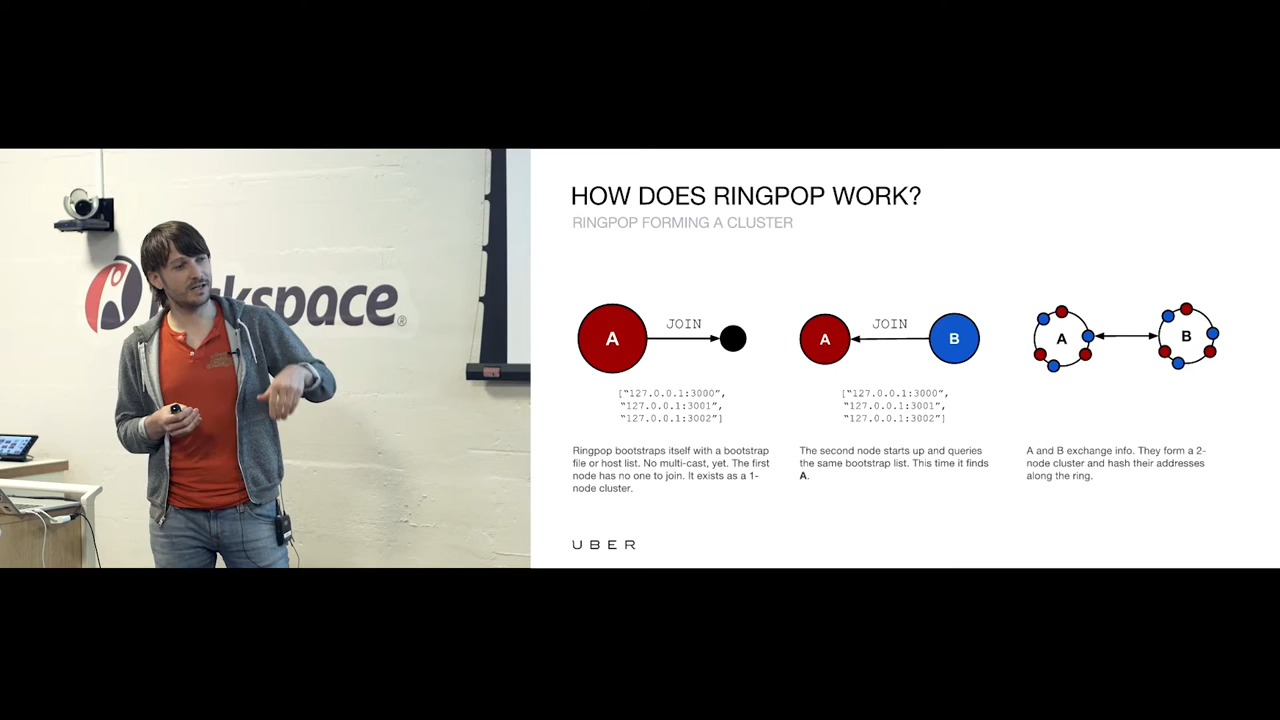 rackspace®
HOW DOES RINGPOP WORK?
RINGPOP FORMING A CLUSTER
A
JOIN
["127.0.0.1:3000",
"127.0.0.1:3001",
"127.0.0.1:3002"]
Ringpop bootstraps itself with a bootstrap
file or host list. No multi-cast, yet. The first
node has no one to join. It exists as a 1-
node cluster.
A
JOIN
B
["127.0.0.1:3000",
"127.0.0.1:3001",
"127.0.0.1:3002"]
The second node starts up and queries
the same bootstrap list. This time it finds
A.
A
B
A and B exchange info. They form a 2-
node cluster and hash their addresses
along the ring.
UBER